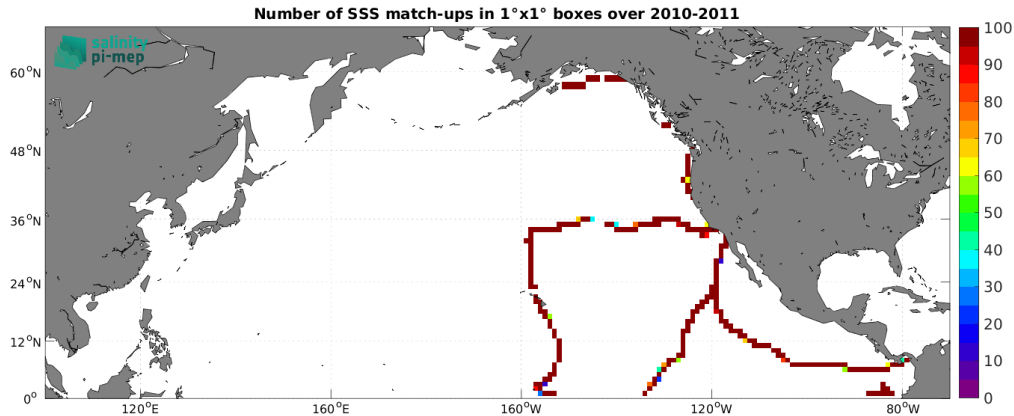 Number of SSS match-ups in 1°x1° boxes over 2010-2011
salinity
pi-mep
60°N
48°N
36°N
24°N
12°N
0°
120°E
160°E
160°W
120°W
80°W
100
90
80
70
60
50
40
30
20
10
0